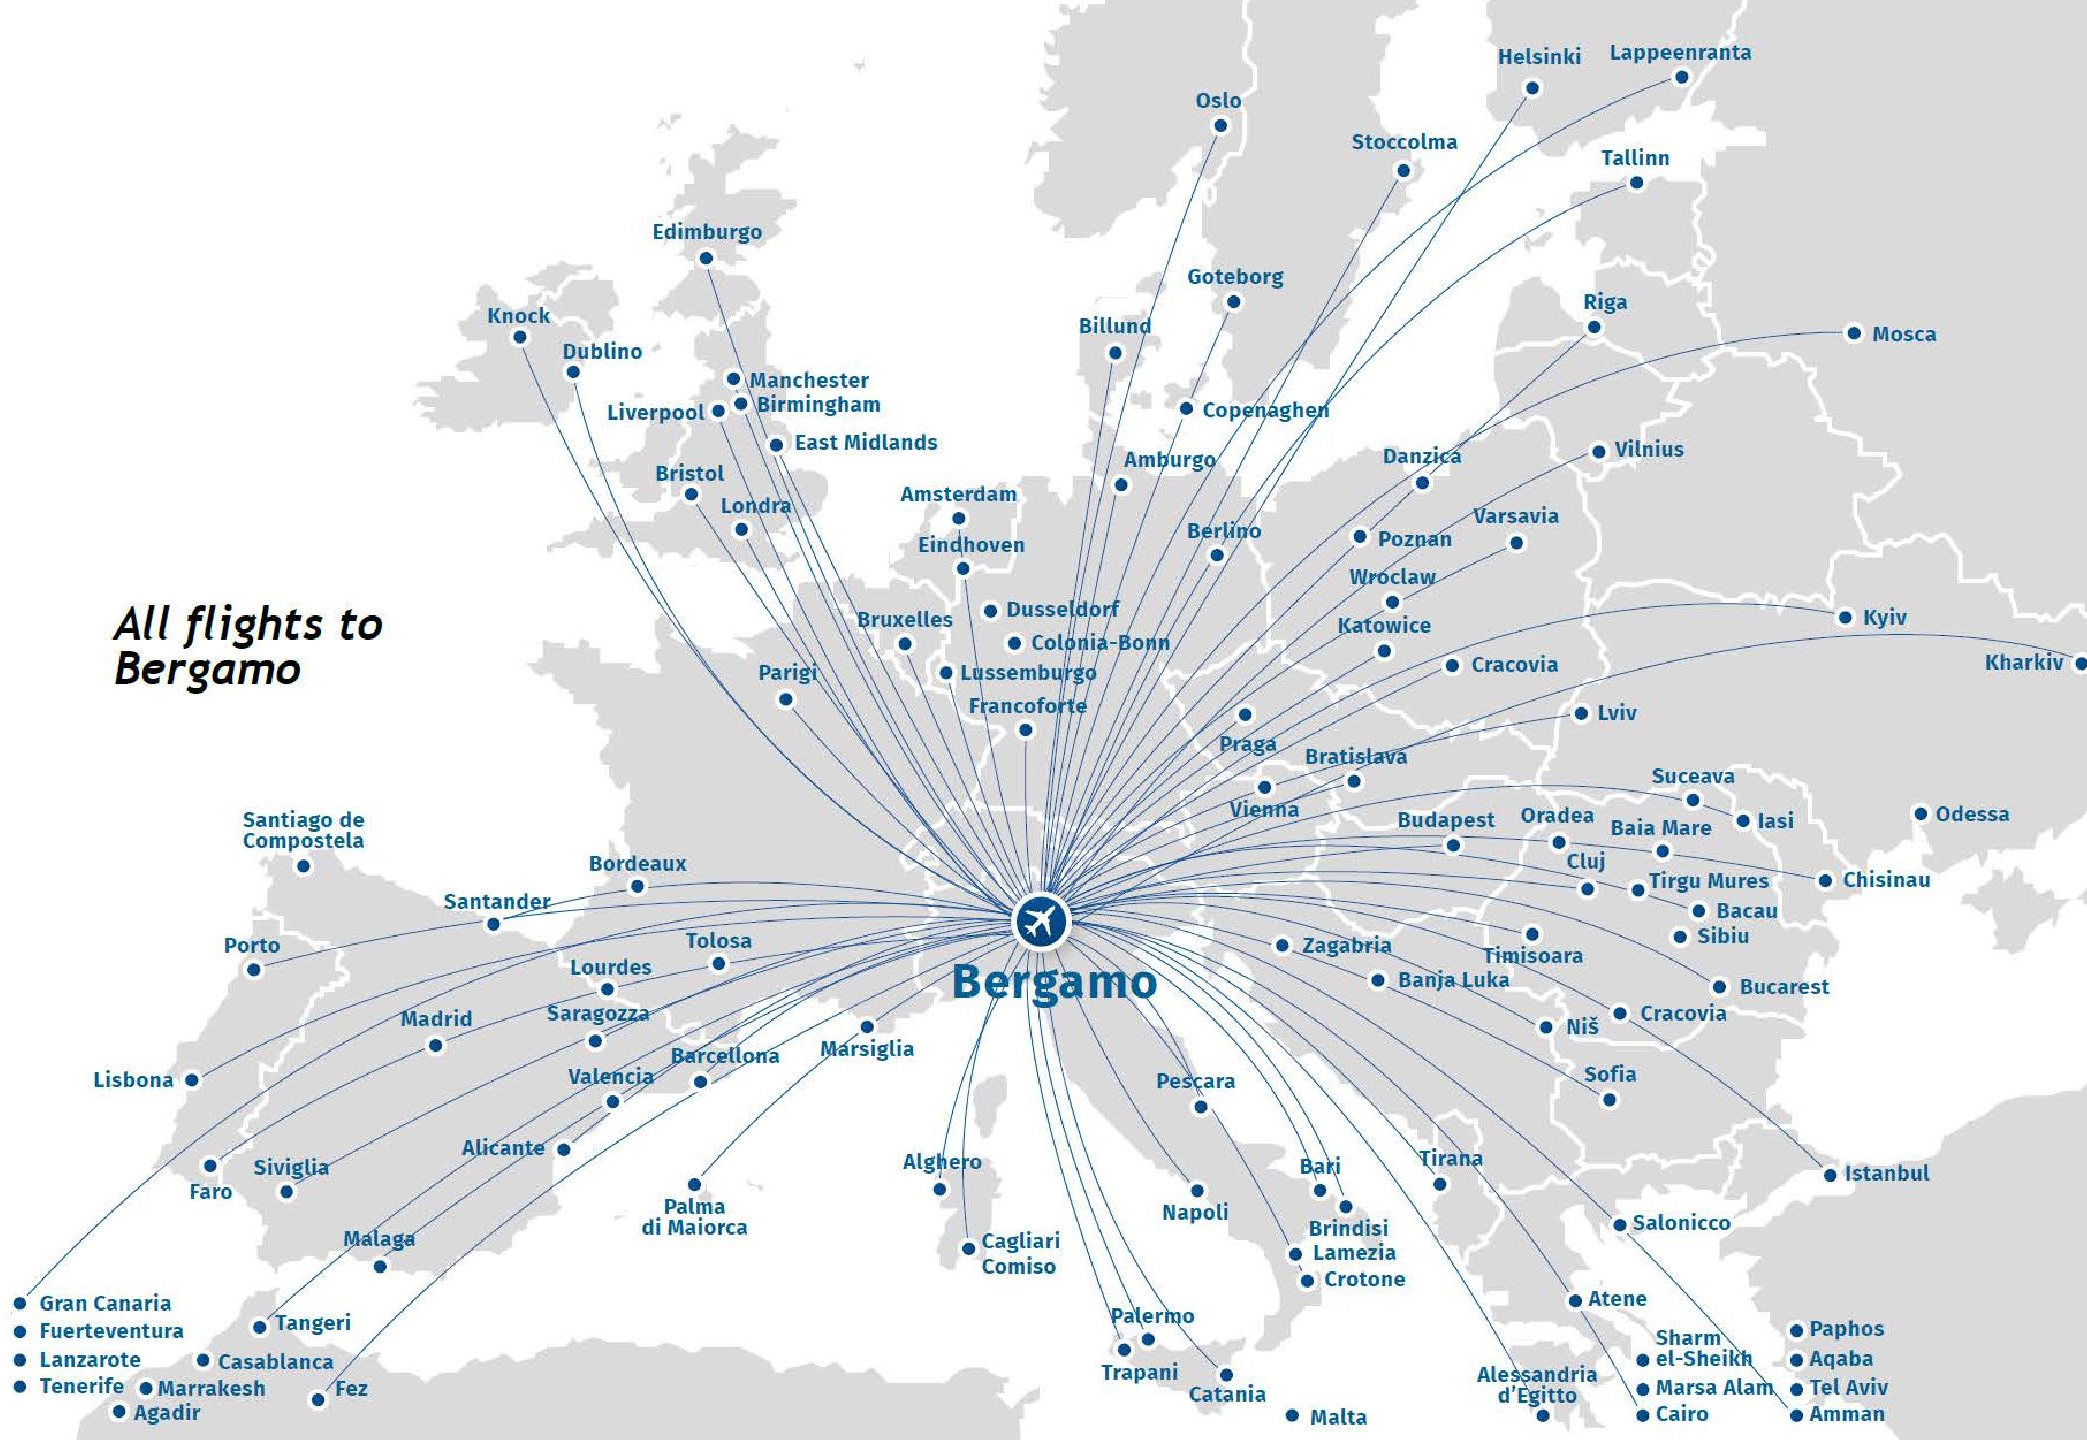 Helsinki
Lappeenranta
Oslo
Stoccolma
Tallinn
Edimburgo
Goteborg
Riga
Knock
Billund
Mosca
Dublino
Manchester
Birmingham
Liverpool
Copenaghen
East Midlands
Vilnius
Danzica
Amburgo
Bristol
Amsterdam
Londra
Varsavia
Berlino
Poznan
Eindhoven
Wroclaw
Dusseldorf
Bruxelles
Kyiv
Katowice
All flights to
Bergamo
Colonia-Bonn
Kharkiv
Cracovia
Parigi
Lussemburgo
Francoforte
Lviv
Praga
Bratislava
Suceava
Vienna
Odessa
Santiago de
Compostela
Budapest
Oradea
Baia Mare
Iasi
Bordeaux
Cluj
Tirgu Mures
Chisinau
Santander
Bacau
Sibiu
Porto
Tolosa
Zagabria
Timisoara
Lourdes
Bergamo
Banja Luka
Bucarest
Saragozza
Cracovia
Madrid
Niš
Barcellona
Marsiglia
Lisbona
Valencia
Pescara
Sofia
Alicante
Alghero
Bari
Tirana
Siviglia
Istanbul
Faro
Palma
di Maiorca
Napoli
Brindisi
Salonicco
Malaga
Cagliari
Comiso
Lamezia
Crotone
Gran Canaria
Atene
Tangeri
Palermo
Fuerteventura
Paphos
Sharm
el-Sheikh
Lanzarote
Casablanca
Aqaba
Trapani
Alessandria
d'Egitto
Tenerife
Marrakesh
Fez
Catania
Marsa Alam
Tel Aviv
Agadir
Malta
Cairo
Amman